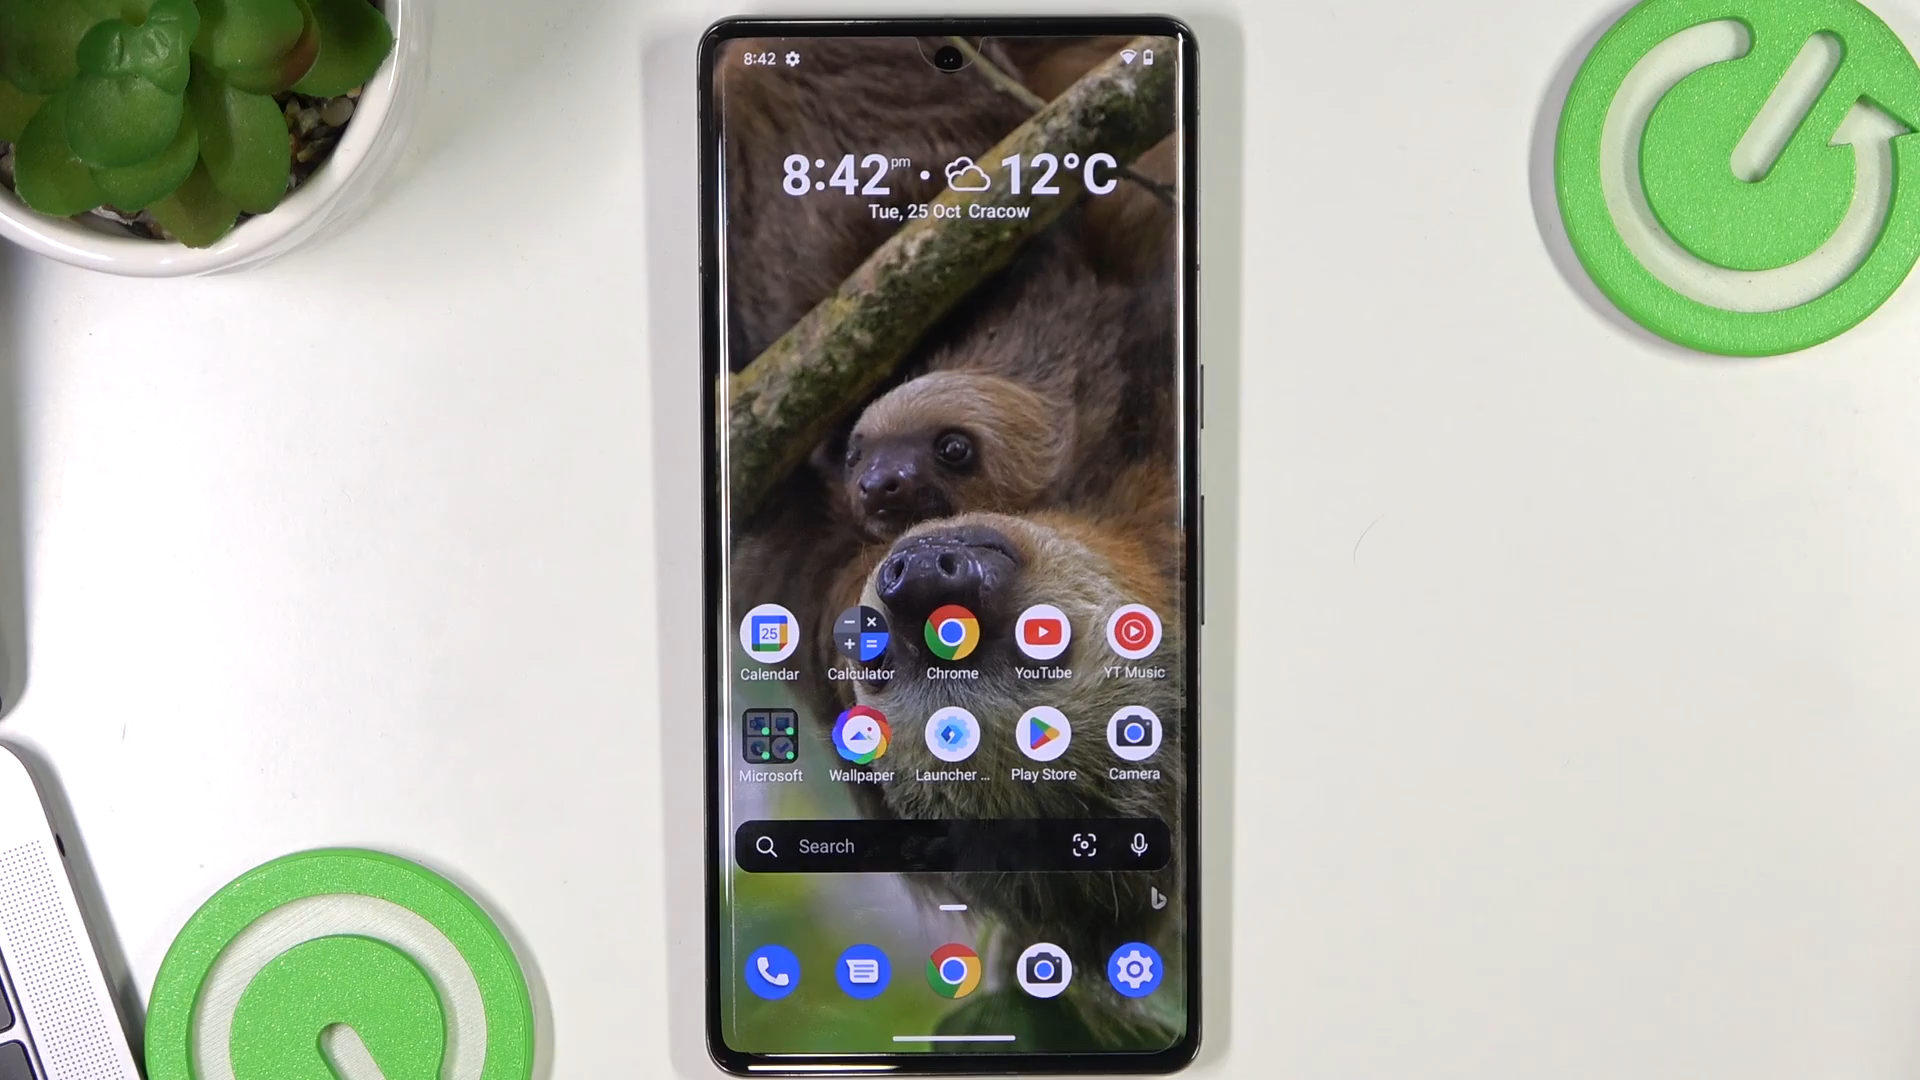 8:42
8:42 pm • 12°C
Tue, 25 Oct Cracow
25
Calendar Calculator Chrome YouTube YT Music
Microsoft Wallpaper Launcher ... Play Store Camera
Search